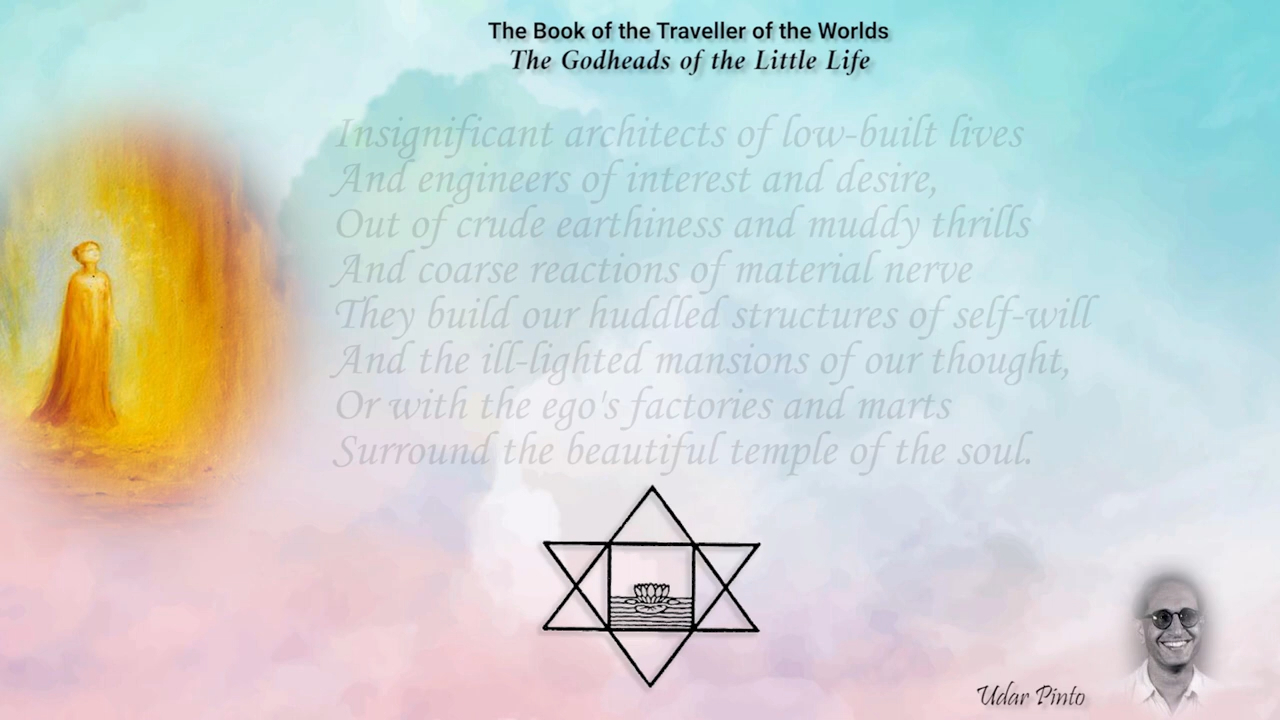 The Book of the Traveller of the Worlds
The Godheads of the Little Life
Insignificant architects of low-built lives
And engineers of interest and desire,
Out of crude earthiness and muddy thrills
And coarse reactions of material nerve
They build our huddled structures of self-will
And the ill-lighted mansions of our thought,
Or with the ego's factories and marts
Surround the beautiful temple of the soul.
Udar Pinto